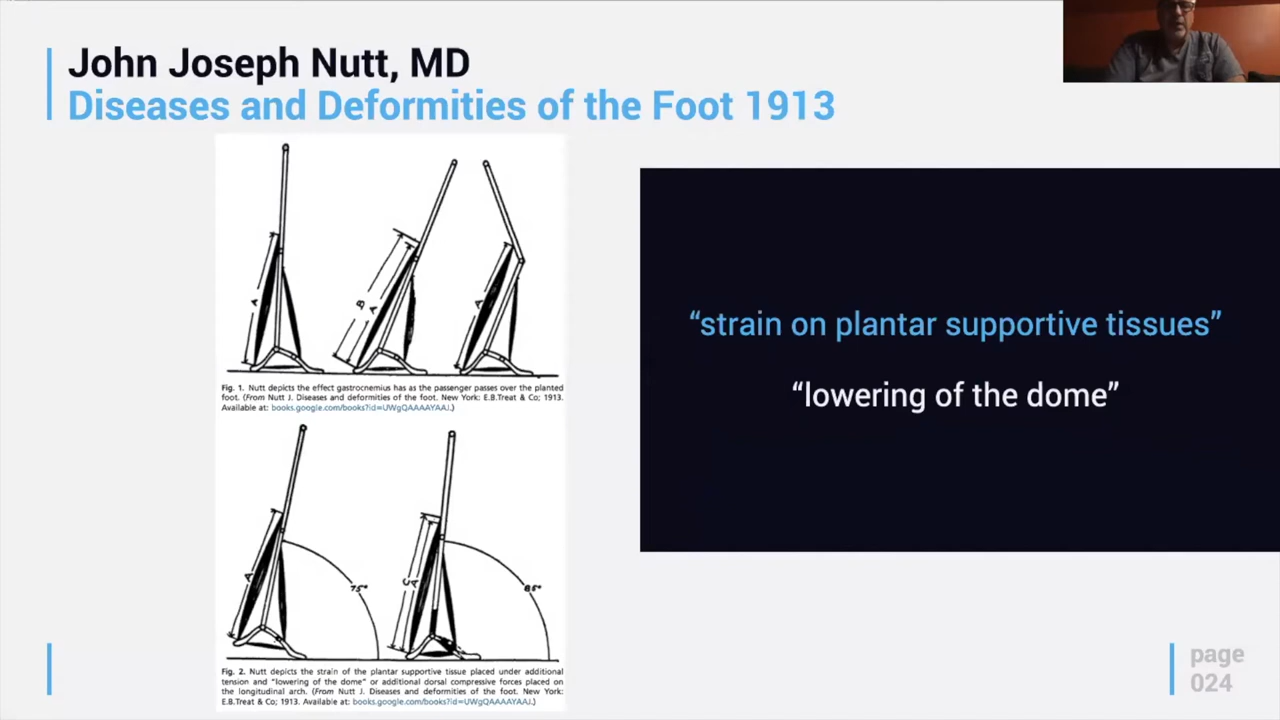 John Joseph Nutt, MD
Diseases and Deformities of the Foot 1913
A
B
A
A
Fig. 1. Nutt depicts the effect gastrocnemius has as the passenger passes over the planted
foot. (From Nutt J. Diseases and deformities of the foot. New York: E.B.Treat & Co; 1913.
Available at: books.google.com/books?id=UWgQAAAAYAAJ.)
A
75°
C
A
85°
Fig. 2. Nutt depicts the strain of the plantar supportive tissue placed under additional
tension and "lowering of the dome" or additional dorsal compressive forces placed on
the longitudinal arch. (From Nutt J. Diseases and deformities of the foot. New York:
E.B.Treat & Co; 1913. Available at: books.google.com/books?id=UWgQAAAAYAAJ.)
“strain on plantar supportive tissues”
“lowering of the dome”
page
024